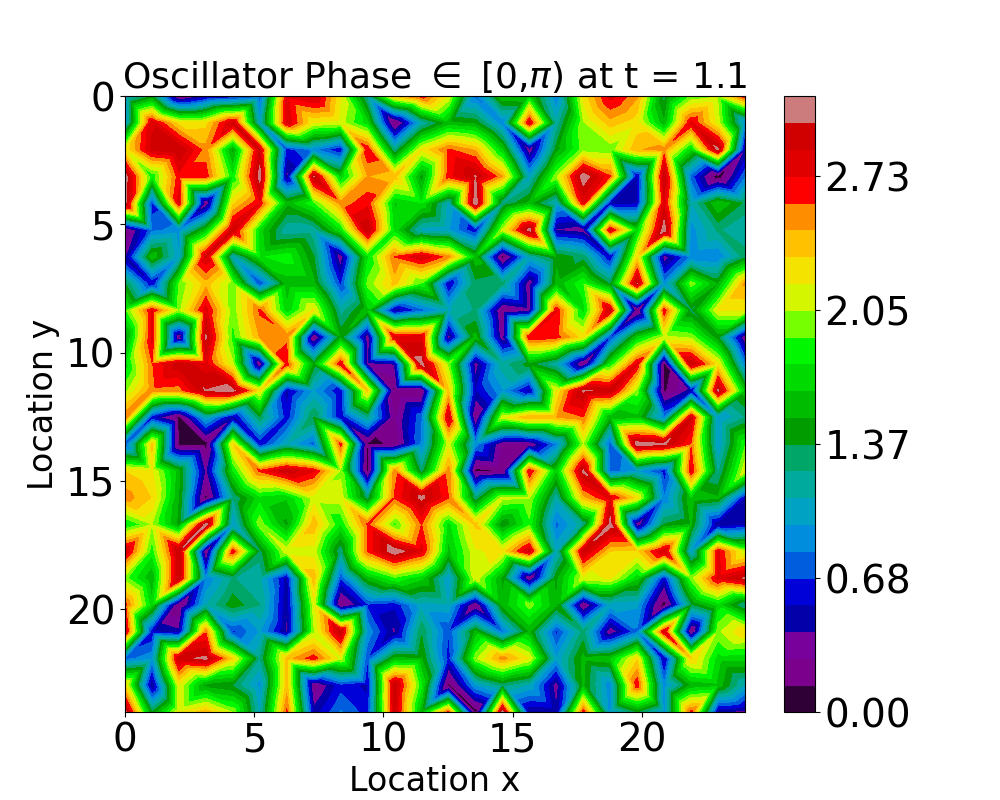 Oscillator Phase ∈ [0,π) at t = 1.1
0
5
10
15
20
Location y
0 5 10 15 20
Location x
2.73
2.05
1.37
0.68
0.00